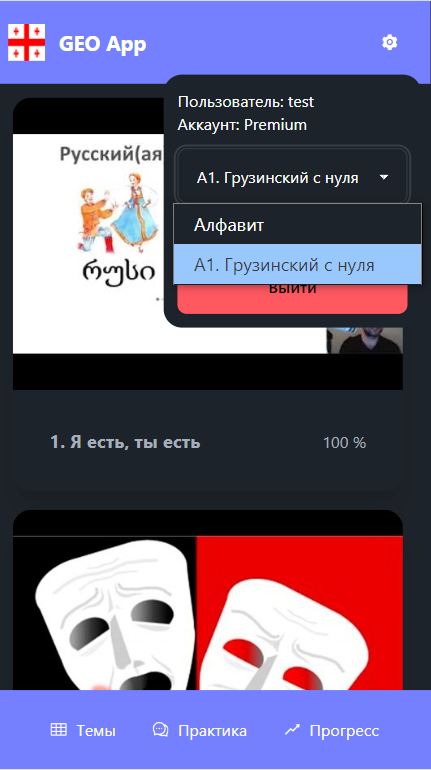 GEO App
Пользователь: test
Аккаунт: Premium
А1. Грузинский с нуля
Алфавит
А1. Грузинский с нуля
Выйти
Русский(ая)
რუსი
1. Я есть, ты есть
100 %
Темы
Практика
Прогресс